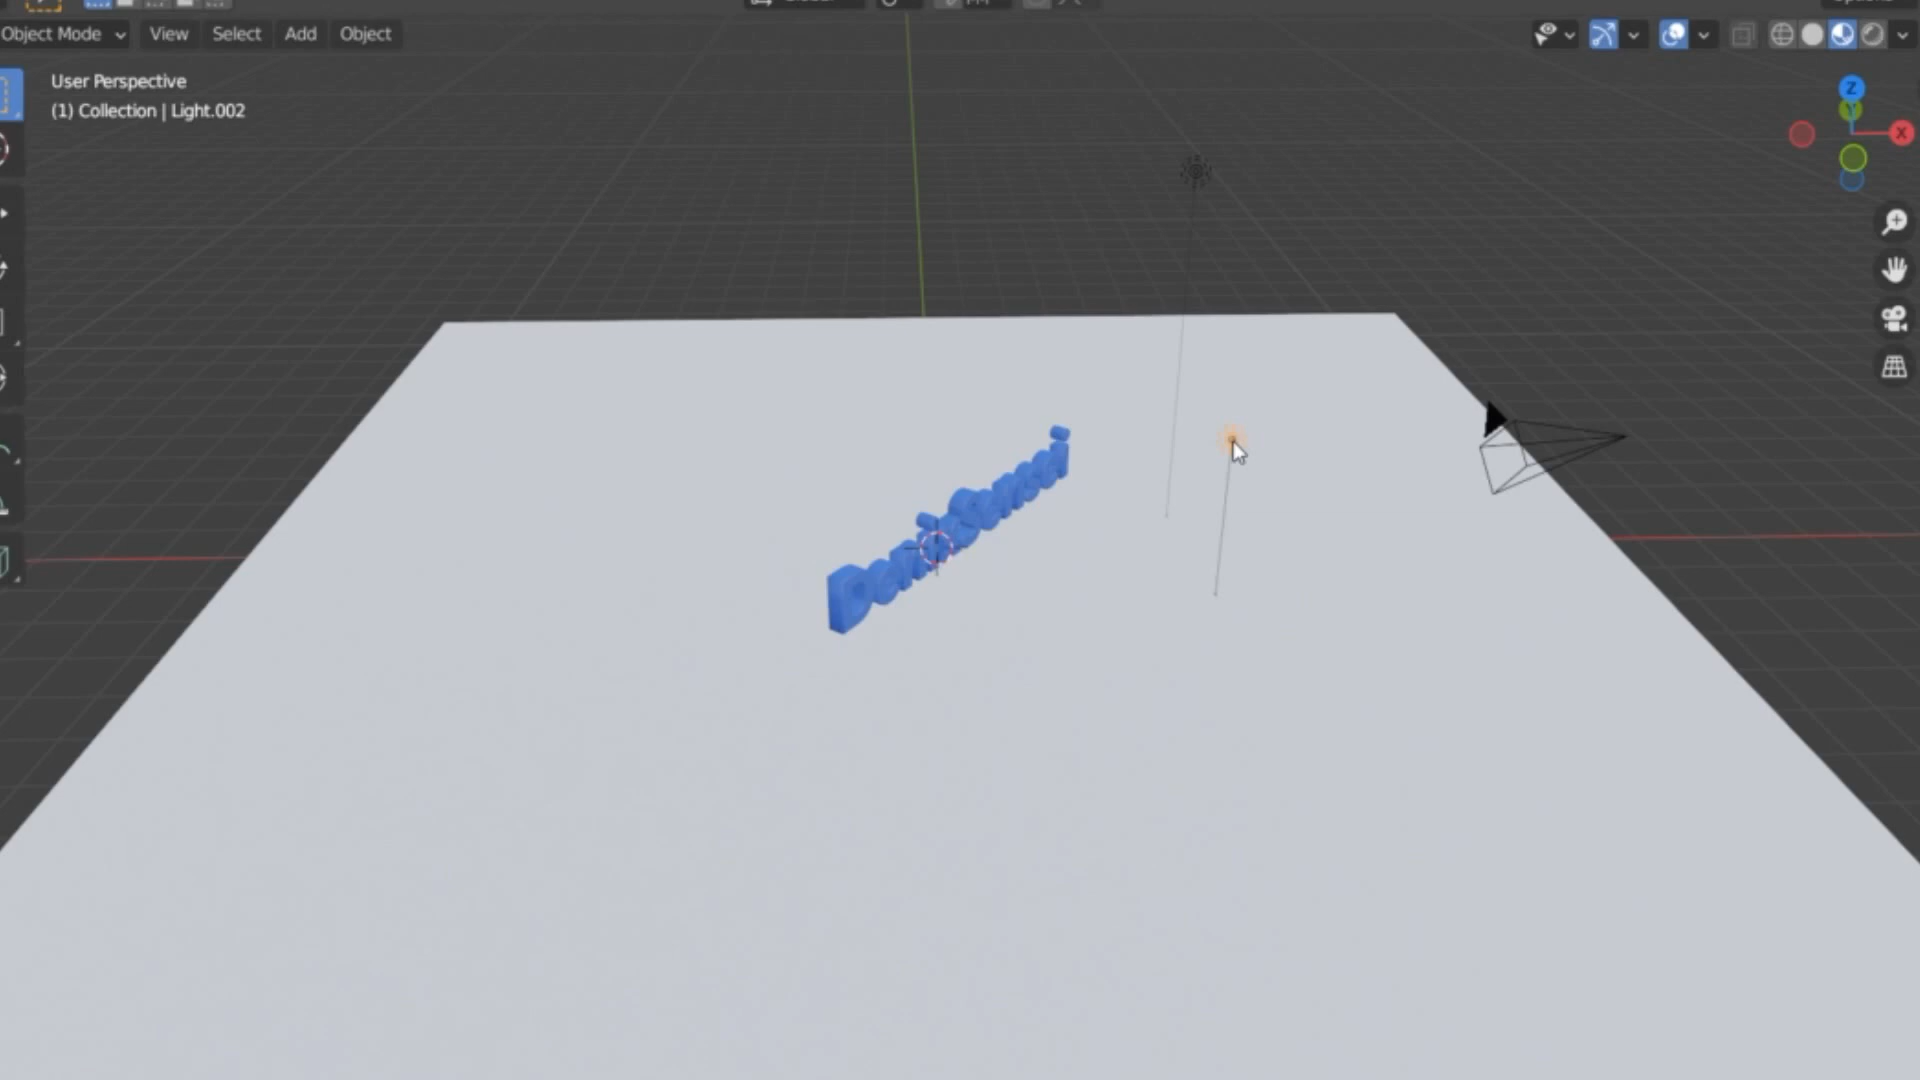 Object Mode View Select Add Object
User Perspective
(1) Collection | Light.002
Z
Y
X